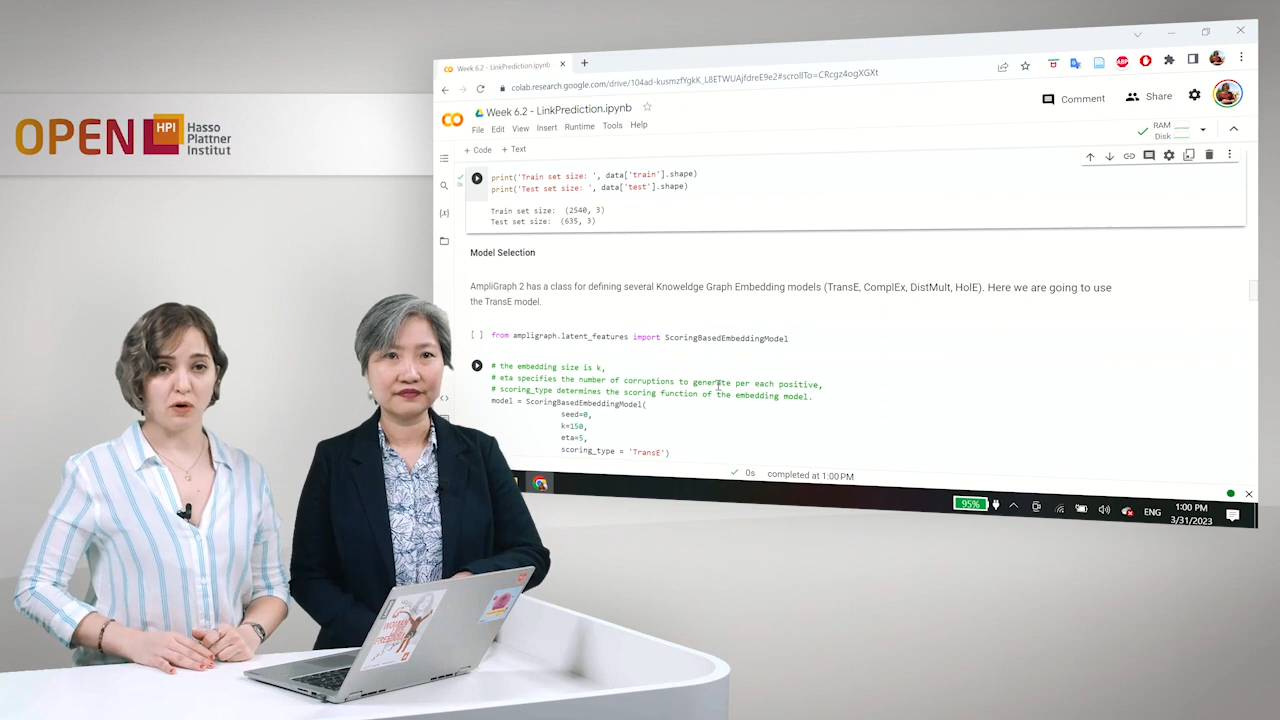 OPEN HPI Hasso
Plattner
Institut
Week 6.2 - LinkPrediction.ipynb
colab.research.google.com/drive/104ad-kusmzfYgkK_L8ETWUAjfdreE9e2#scrollTo=CRcgz4ogXGXt
ABP
CO Week 6.2 - LinkPrediction.ipynb
Comment Share
File Edit View Insert Runtime Tools Help
RAM
Disk
+ Code + Text
print('Train set size: ', data['train'].shape)
print('Test set size: ', data['test'].shape)
Train set size: (2540, 3)
Test set size: (635, 3)
Model Selection
AmpliGraph 2 has a class for defining several Knoweldge Graph Embedding models (TransE, ComplEx, DistMult, HolE). Here we are going to use
the TransE model.
[ ] from ampligraph.latent_features import ScoringBasedEmbeddingModel
# the embedding size is k,
# eta specifies the number of corruptions to generate per each positive,
# scoring_type determines the scoring function of the embedding model.
model = ScoringBasedEmbeddingModel(
seed=0,
k=150,
eta=5,
scoring_type = 'TransE')
0s completed at 1:00 PM
95% ENG 1:00 PM
3/31/2023
WOMAN
LIFE
FREEDOM